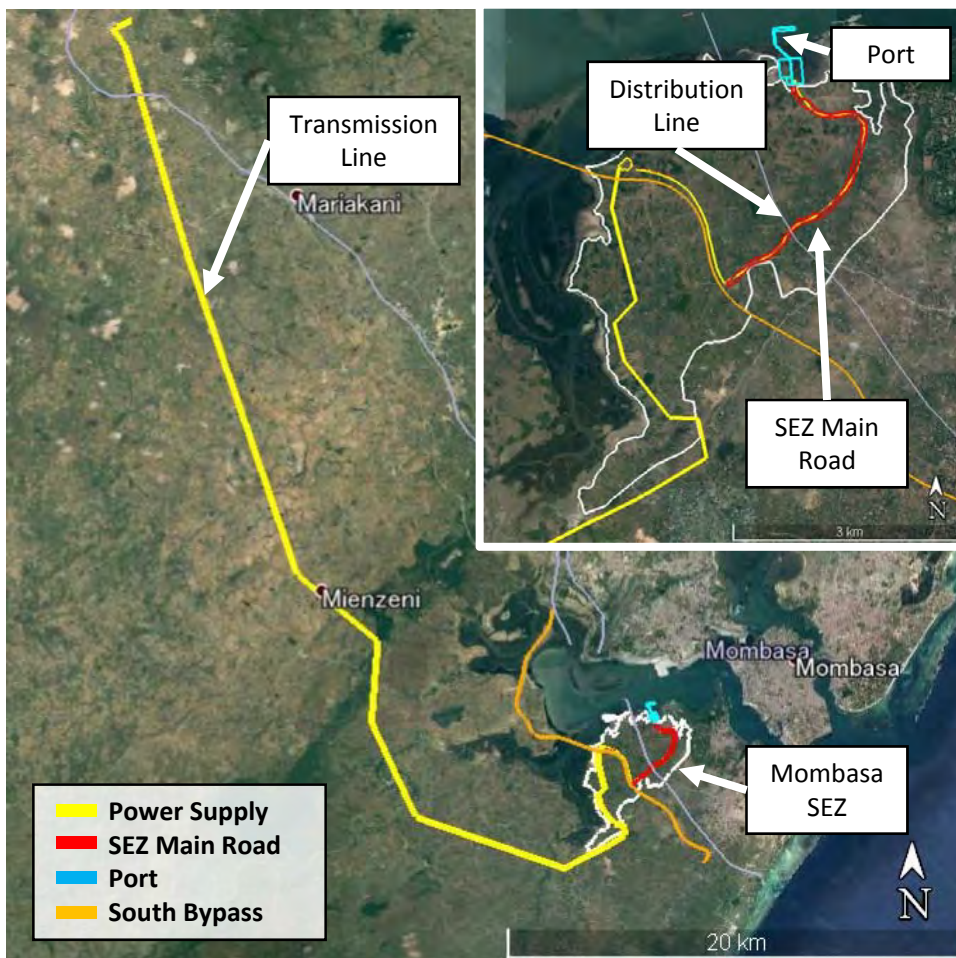 Transmission
Line
Mariakani
Mienzeni
Port
Distribution
Line
SEZ Main
Road
N
3 km
Mombasa
Mombasa
Mombasa
SEZ
Power Supply
SEZ Main Road
Port
South Bypass
N
20 km